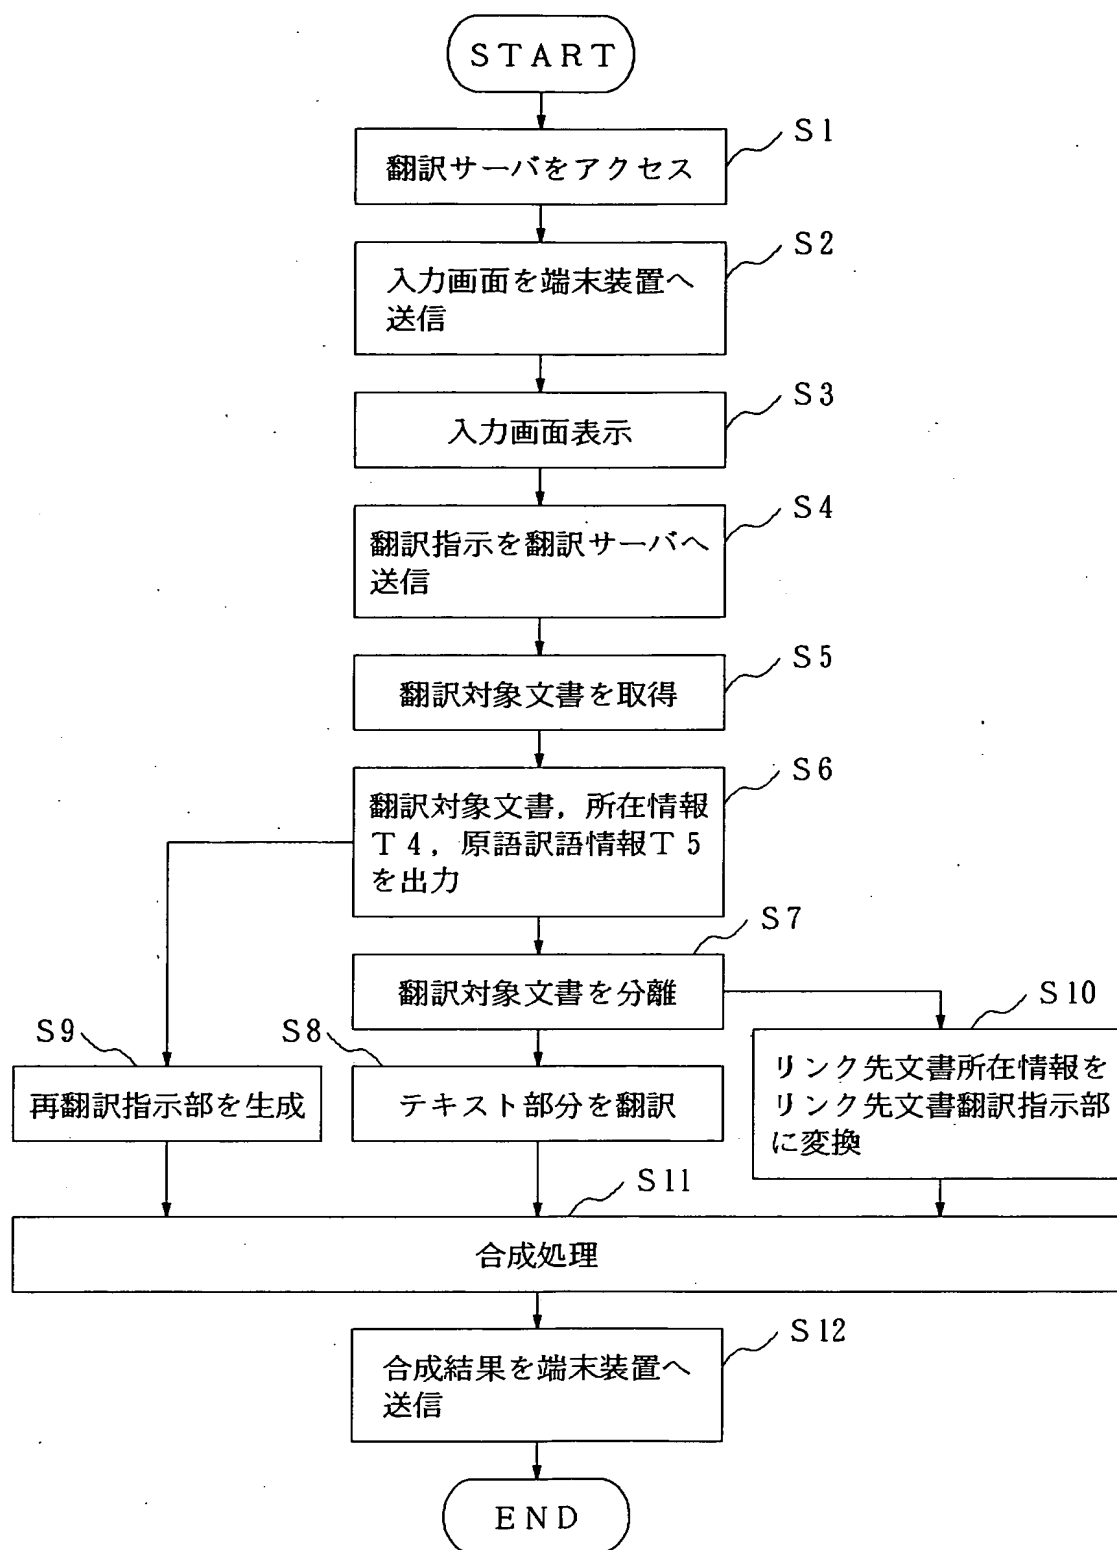 START
S1
翻訳サーバをアクセス
S2
入力画面を端末装置へ
送信
S3
入力画面表示
S4
翻訳指示を翻訳サーバへ
送信
S5
翻訳対象文書を取得
S6
翻訳対象文書，所在情報
T4，原語訳語情報T5
を出力
S7
翻訳対象文書を分離
S9
再翻訳指示部を生成
S8
テキスト部分を翻訳
S10
リンク先文書所在情報を
リンク先文書翻訳指示部
に変換
S11
合成処理
S12
合成結果を端末装置へ
送信
END